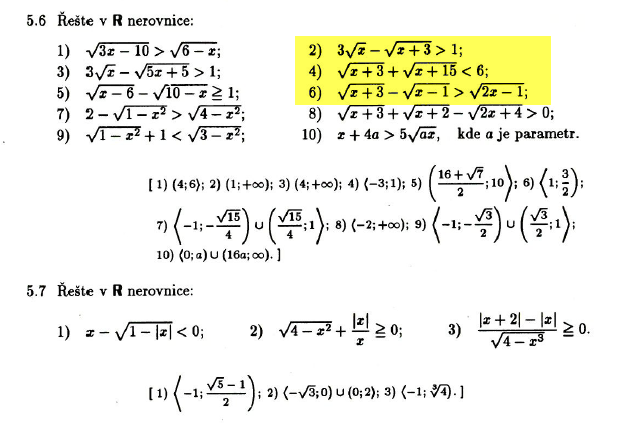 5.6 Řešte v R nerovnice:
1) √(3x − 10) > √(6 − x);
2) 3√x − √(x + 3) > 1;
3) 3√x − √(5x + 5) > 1;
4) √(x + 3) + √(x + 15) < 6;
5) √(x − 6) − √(10 − x) ≧ 1;
6) √(x + 3) − √(x − 1) > √(2x − 1);
7) 2 − √(1 − x²) > √(4 − x²);
8) √(x + 3) + √(x + 2) − √(2x + 4) > 0;
9) √(1 − x²) + 1 < √(3 − x²);
10) x + 4a > 5√(ax), kde a je parametr.
[ 1) (4;6⟩; 2) (1;+∞); 3) (4;+∞); 4) ⟨−3;1); 5) ((16 + √7)/2;10⟩; 6) ⟨1;3/2);
7) ⟨−1;−√15/4) ∪ (√15/4;1⟩; 8) ⟨−2;+∞); 9) ⟨−1;−√3/2) ∪ (√3/2;1⟩;
10) ⟨0;a) ∪ (16a;∞). ]
5.7 Řešte v R nerovnice:
1) x − √(1 − |x|) < 0;
2) √(4 − x²) + |x|/x ≧ 0;
3) (|x + 2| − |x|)/√(4 − x³) ≧ 0.
[ 1) ⟨−1; (√5 − 1)/2); 2) ⟨−√3;0) ∪ (0;2⟩; 3) ⟨−1; ∛4). ]